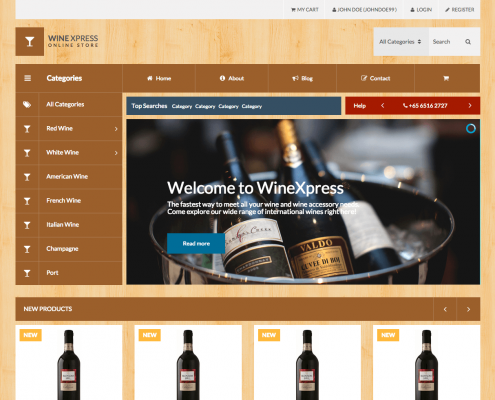 MY CART JOHN DOE (JOHNDOE99) LOGIN REGISTER
WINE XPRESS
ONLINE STORE
All Categories Search
Categories
Home About Blog Contact
All Categories
Top Searches Category Category Category Category
Help +65 6516 2727
Red Wine
White Wine
American Wine
French Wine
Italian Wine
Champagne
Port
Welcome to WineXpress
The fastest way to meet all your wine and wine accessory needs.
Come explore our wide range of international wines right here!
Read more
VALDO
CUVÉE DI BOJ
NEW PRODUCTS
NEW NEW NEW NEW